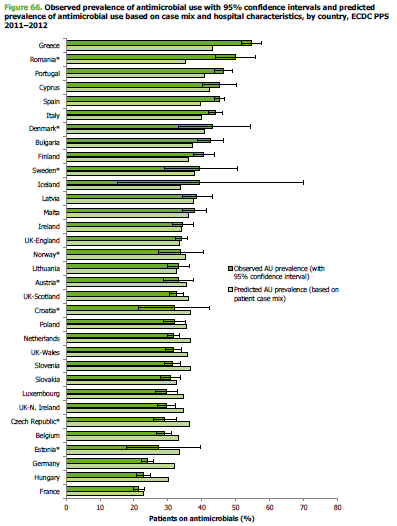 Figure 66. Observed prevalence of antimicrobial use with 95% confidence intervals and predicted
prevalence of antimicrobial use based on case mix and hospital characteristics, by country, ECDC PPS
2011–2012
Greece
Romania*
Portugal
Cyprus
Spain
Italy
Denmark*
Bulgaria
Finland
Sweden*
Iceland
Latvia
Malta
Ireland
UK-England
Norway*
Lithuania
Austria*
UK-Scotland
Croatia*
Poland
Netherlands
UK-Wales
Slovenia
Slovakia
Luxembourg
UK-N. Ireland
Czech Republic*
Belgium
Estonia*
Germany
Hungary
France
Observed AU prevalence (with
95% confidence interval)
Predicted AU prevalence (based on
patient case mix)
0 10 20 30 40 50 60 70 80
Patients on antimicrobials (%)